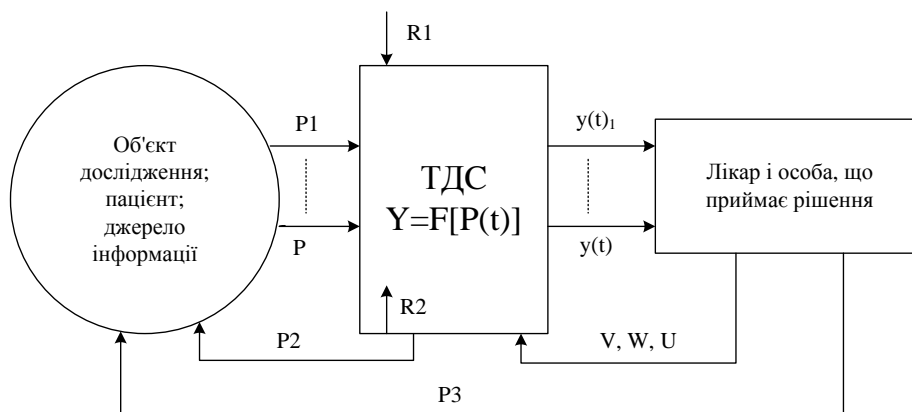 R1
P1
y(t)₁
Об'єкт
дослідження;
пацієнт;
джерело
інформації
ТДС
Y=F[P(t)]
Лікар і особа, що
приймає рішення
P
y(t)
R2
P2
V, W, U
P3